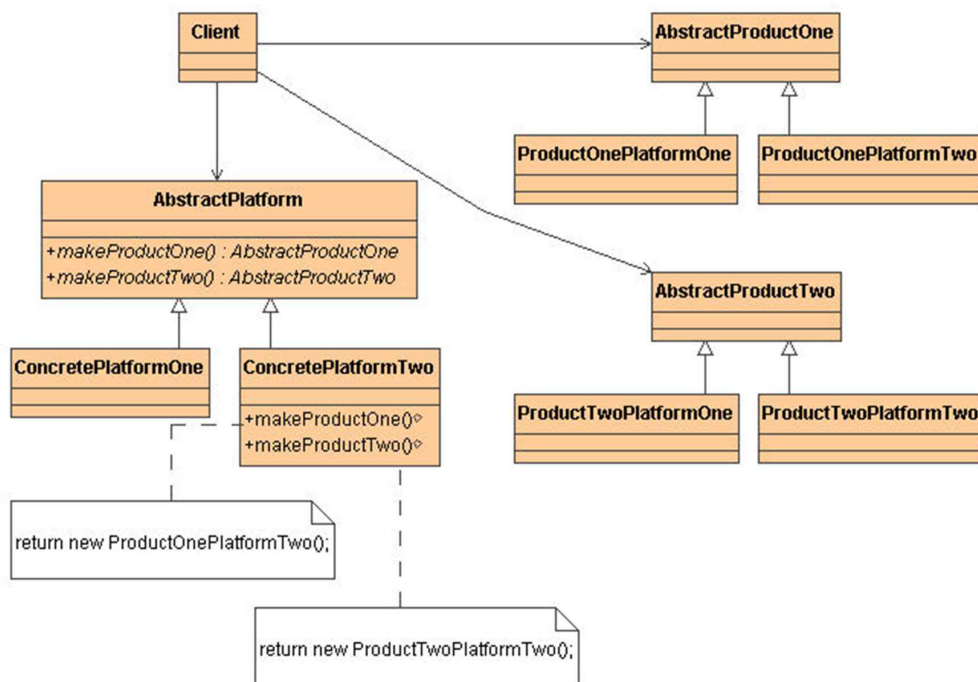 Client
AbstractProductOne
ProductOnePlatformOne
ProductOnePlatformTwo
AbstractPlatform
+makeProductOne() : AbstractProductOne
+makeProductTwo() : AbstractProductTwo
AbstractProductTwo
ConcretePlatformOne
ConcretePlatformTwo
+makeProductOne()
+makeProductTwo()
ProductTwoPlatformOne
ProductTwoPlatformTwo
return new ProductOnePlatformTwo();
return new ProductTwoPlatformTwo();